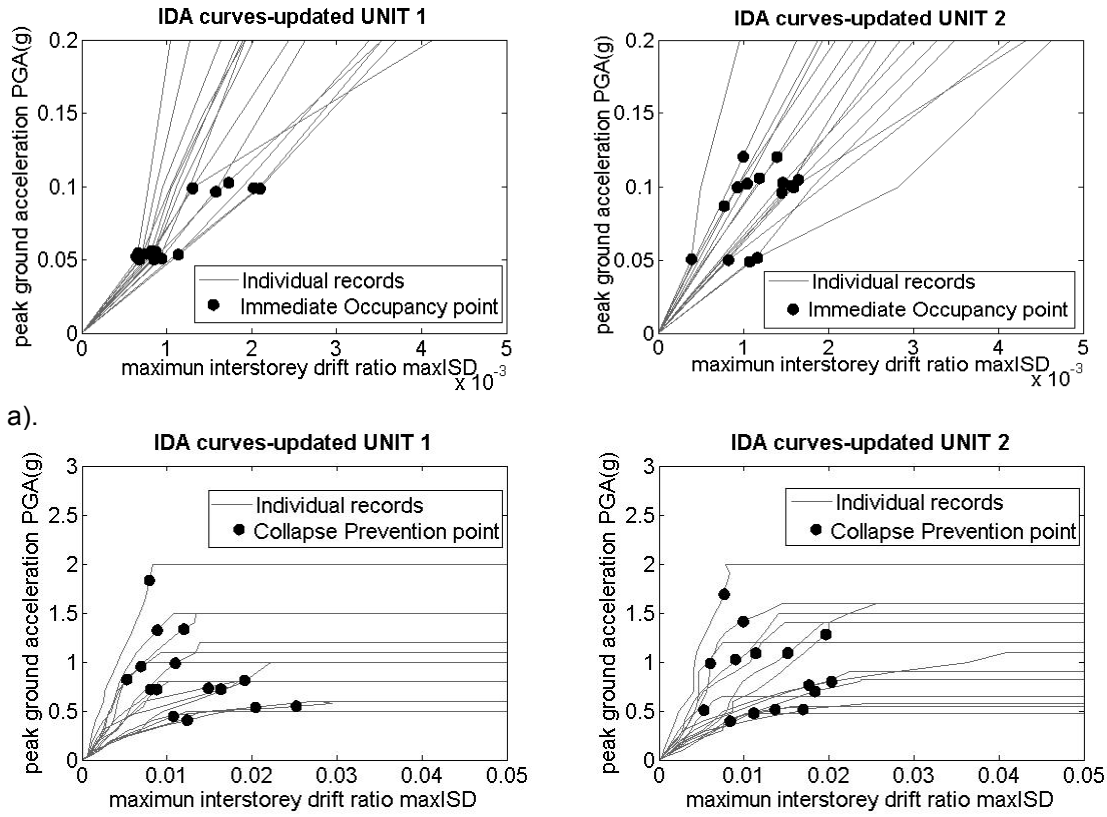 IDA curves-updated UNIT 1
peak ground acceleration PGA(g)
0.2
0.15
0.1
0.05
0
Individual records
Immediate Occupancy point
0 1 2 3 4 5
maximun interstorey drift ratio maxISD
x 10-3
IDA curves-updated UNIT 2
peak ground acceleration PGA(g)
0.2
0.15
0.1
0.05
0
Individual records
Immediate Occupancy point
0 1 2 3 4 5
maximun interstorey drift ratio maxISD
x 10-3
a).
IDA curves-updated UNIT 1
peak ground acceleration PGA(g)
3
2.5
2
1.5
1
0.5
0
Individual records
Collapse Prevention point
0 0.01 0.02 0.03 0.04 0.05
maximun interstorey drift ratio maxISD
IDA curves-updated UNIT 2
peak ground acceleration PGA(g)
3
2.5
2
1.5
1
0.5
0
Individual records
Collapse Prevention point
0 0.01 0.02 0.03 0.04 0.05
maximun interstorey drift ratio maxISD